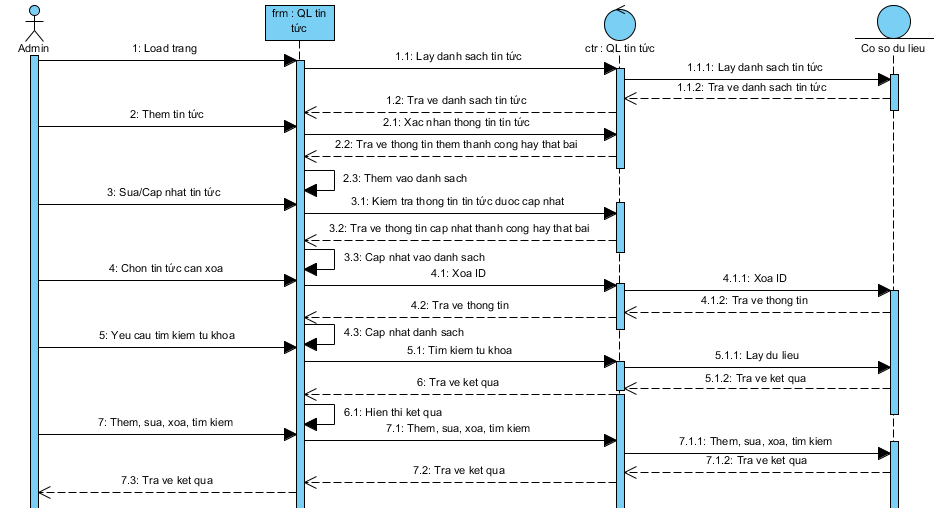 frm : QL tin
tức
Admin
ctr : QL tin tức
Co so du lieu
1: Load trang
1.1: Lay danh sach tin tức
1.1.1: Lay danh sach tin tức
1.1.2: Tra ve danh sach tin tức
1.2: Tra ve danh sach tin tức
2: Them tin tức
2.1: Xac nhan thong tin tin tức
2.2: Tra ve thong tin them thanh cong hay that bai
2.3: Them vao danh sach
3: Sua/Cap nhat tin tức
3.1: Kiem tra thong tin tin tức duoc cap nhat
3.2: Tra ve thong tin cap nhat thanh cong hay that bai
3.3: Cap nhat vao danh sach
4: Chon tin tức can xoa
4.1: Xoa ID
4.1.1: Xoa ID
4.1.2: Tra ve thong tin
4.2: Tra ve thong tin
4.3: Cap nhat danh sach
5: Yeu cau tim kiem tu khoa
5.1: Tim kiem tu khoa
5.1.1: Lay du lieu
5.1.2: Tra ve ket qua
6: Tra ve ket qua
6.1: Hien thi ket qua
7: Them, sua, xoa, tim kiem
7.1: Them, sua, xoa, tim kiem
7.1.1: Them, sua, xoa, tim kiem
7.1.2: Tra ve ket qua
7.2: Tra ve ket qua
7.3: Tra ve ket qua